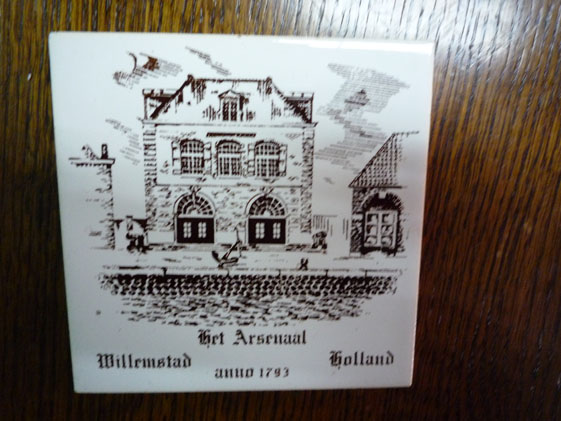 Het Arsenaal
Willemstad Holland
anno 1793